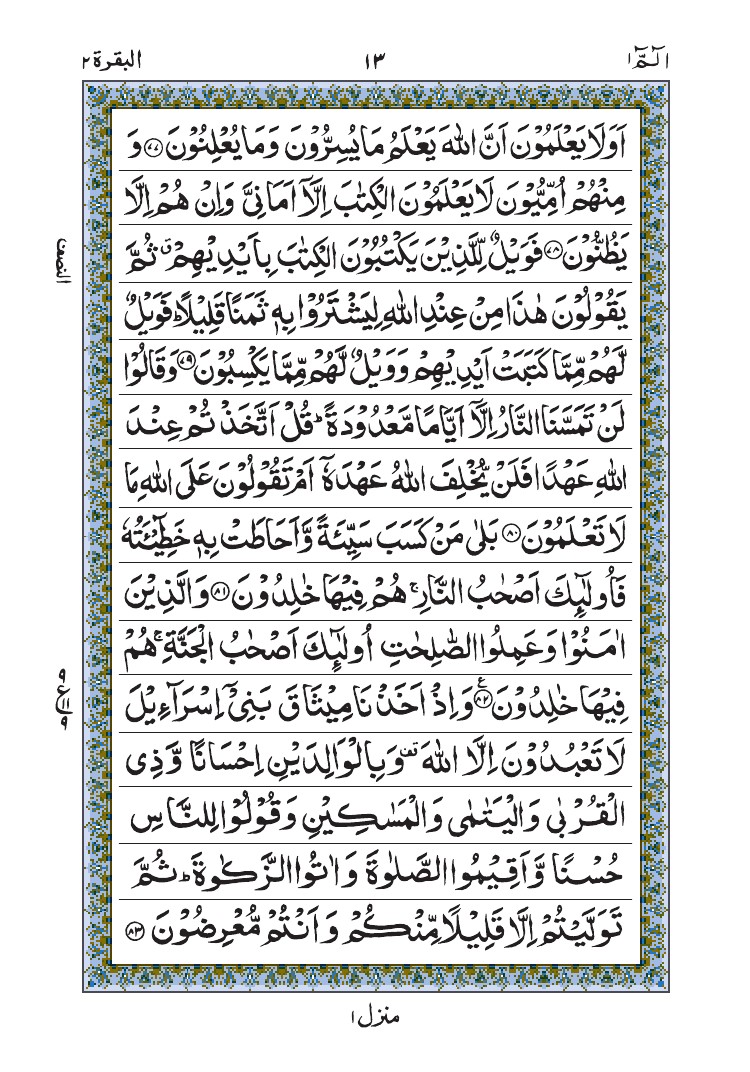 الٓمّٓ ١
١٣
البقرة ٢
اَوَلَا يَعْلَمُوْنَ اَنَّ اللّٰهَ يَعْلَمُ مَا يُسِرُّوْنَ وَمَا يُعْلِنُوْنَ ﴿٧٧﴾ وَ
مِنْهُمْ اُمِّيُّوْنَ لَا يَعْلَمُوْنَ الْكِتٰبَ اِلَّاۤ اَمَانِىَّ وَاِنْ هُمْ اِلَّا
يَظُنُّوْنَ ﴿٧٨﴾ فَوَيْلٌ لِّلَّذِيْنَ يَكْتُبُوْنَ الْكِتٰبَ بِاَيْدِيْهِمْ ۗ ثُمَّ
يَقُوْلُوْنَ هٰذَا مِنْ عِنْدِ اللّٰهِ لِيَشْتَرُوْا بِهٖ ثَمَنًا قَلِيْلًا ؕ فَوَيْلٌ
لَّهُمْ مِّمَّا كَتَبَتْ اَيْدِيْهِمْ وَوَيْلٌ لَّهُمْ مِّمَّا يَكْسِبُوْنَ ﴿٧٩﴾ وَقَالُوْا
لَنْ تَمَسَّنَا النَّارُ اِلَّاۤ اَيَّامًا مَّعْدُوْدَةً ؕ قُلْ اَتَّخَذْتُمْ عِنْدَ
اللّٰهِ عَهْدًا فَلَنْ يُّخْلِفَ اللّٰهُ عَهْدَهٗۤ اَمْ تَقُوْلُوْنَ عَلَى اللّٰهِ مَا
لَا تَعْلَمُوْنَ ﴿٨٠﴾ بَلٰى مَنْ كَسَبَ سَيِّئَةً وَّاَحَاطَتْ بِهٖ خَطِيْٓئَتُهٗ
فَاُولٰٓئِكَ اَصْحٰبُ النَّارِ ۚ هُمْ فِيْهَا خٰلِدُوْنَ ﴿٨١﴾ وَالَّذِيْنَ
اٰمَنُوْا وَعَمِلُوا الصّٰلِحٰتِ اُولٰٓئِكَ اَصْحٰبُ الْجَنَّةِ ۚ هُمْ
فِيْهَا خٰلِدُوْنَ ﴿٨٢﴾ ع وَاِذْ اَخَذْنَا مِيْثَاقَ بَنِىْۤ اِسْرَآءِيْلَ
لَا تَعْبُدُوْنَ اِلَّا اللّٰهَ وَبِالْوَالِدَيْنِ اِحْسَانًا وَّذِى
الْقُرْبٰى وَالْيَتٰمٰى وَالْمَسٰكِيْنِ وَقُوْلُوْا لِلنَّاسِ
حُسْنًا وَّاَقِيْمُوا الصَّلٰوةَ وَاٰتُوا الزَّكٰوةَ ؕ ثُمَّ
تَوَلَّيْتُمْ اِلَّا قَلِيْلًا مِّنْكُمْ وَاَنْتُمْ مُّعْرِضُوْنَ ﴿٨٣﴾
النصف
منزل ١